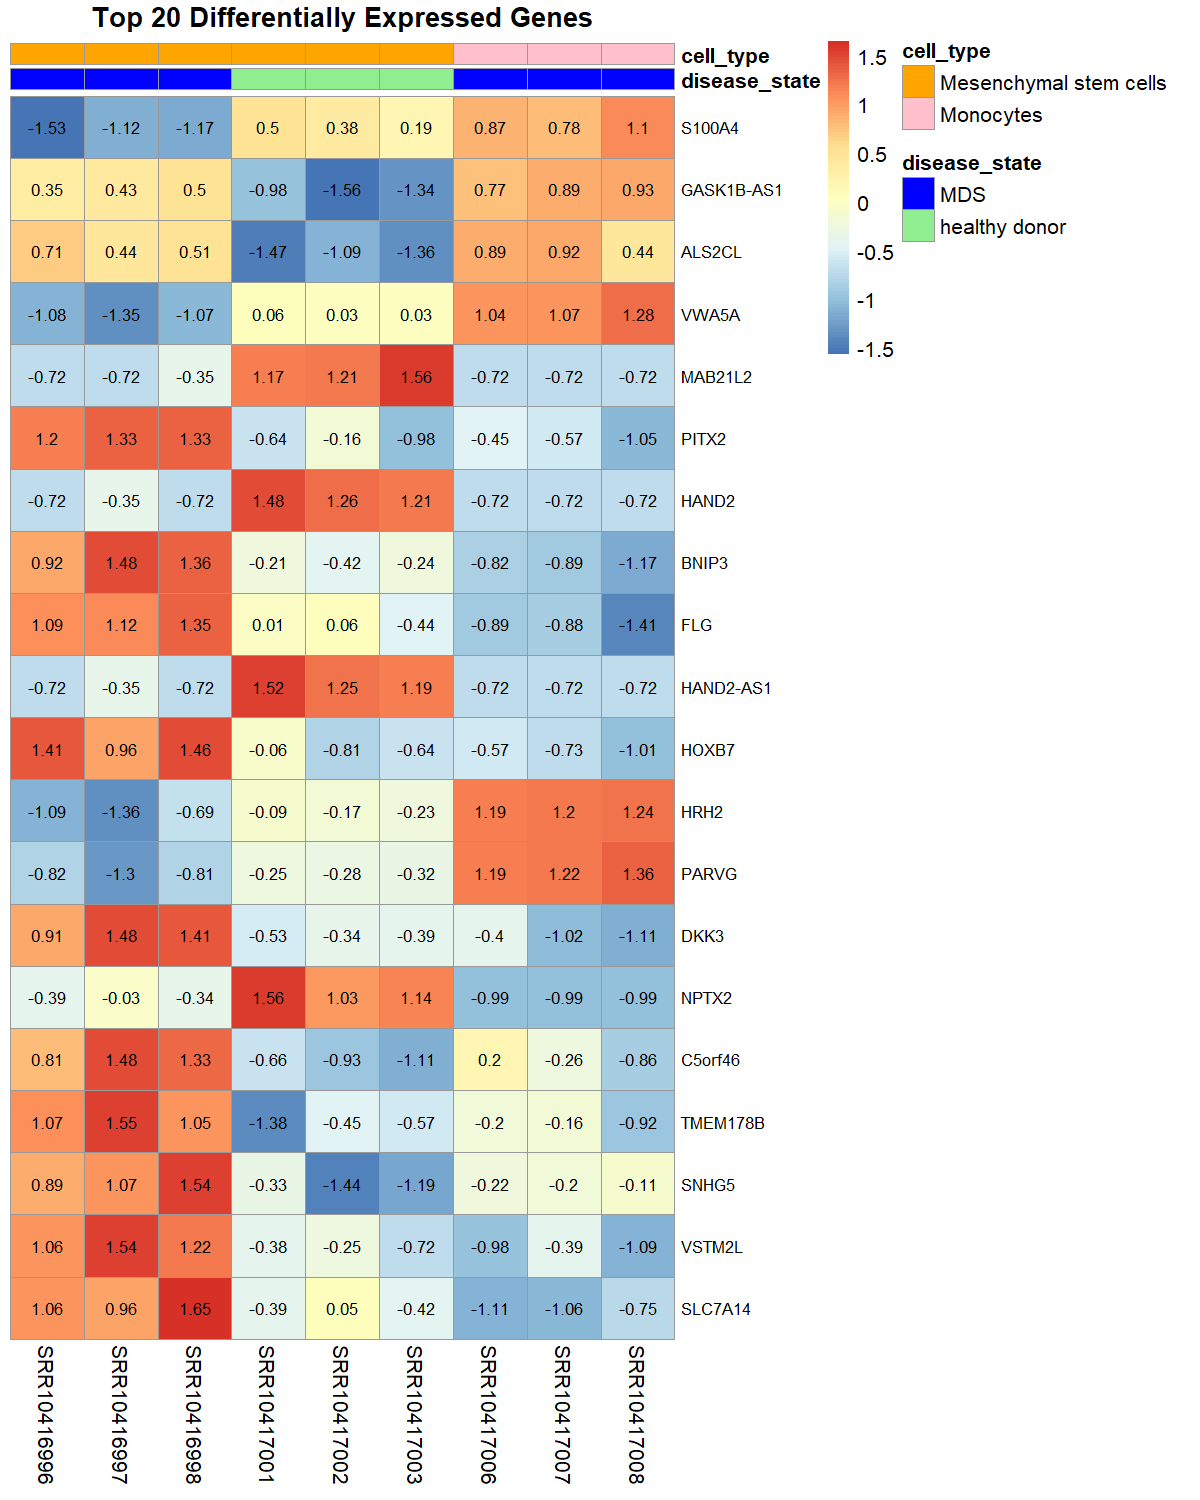 Top 20 Differentially Expressed Genes
cell_type
disease_state
-1.53 -1.12 -1.17 0.5 0.38 0.19 0.87 0.78 1.1 S100A4
0.35 0.43 0.5 -0.98 -1.56 -1.34 0.77 0.89 0.93 GASK1B-AS1
0.71 0.44 0.51 -1.47 -1.09 -1.36 0.89 0.92 0.44 ALS2CL
-1.08 -1.35 -1.07 0.06 0.03 0.03 1.04 1.07 1.28 VWA5A
-0.72 -0.72 -0.35 1.17 1.21 1.56 -0.72 -0.72 -0.72 MAB21L2
1.2 1.33 1.33 -0.64 -0.16 -0.98 -0.45 -0.57 -1.05 PITX2
-0.72 -0.35 -0.72 1.48 1.26 1.21 -0.72 -0.72 -0.72 HAND2
0.92 1.48 1.36 -0.21 -0.42 -0.24 -0.82 -0.89 -1.17 BNIP3
1.09 1.12 1.35 0.01 0.06 -0.44 -0.89 -0.88 -1.41 FLG
-0.72 -0.35 -0.72 1.52 1.25 1.19 -0.72 -0.72 -0.72 HAND2-AS1
1.41 0.96 1.46 -0.06 -0.81 -0.64 -0.57 -0.73 -1.01 HOXB7
-1.09 -1.36 -0.69 -0.09 -0.17 -0.23 1.19 1.2 1.24 HRH2
-0.82 -1.3 -0.81 -0.25 -0.28 -0.32 1.19 1.22 1.36 PARVG
0.91 1.48 1.41 -0.53 -0.34 -0.39 -0.4 -1.02 -1.11 DKK3
-0.39 -0.03 -0.34 1.56 1.03 1.14 -0.99 -0.99 -0.99 NPTX2
0.81 1.48 1.33 -0.66 -0.93 -1.11 0.2 -0.26 -0.86 C5orf46
1.07 1.55 1.05 -1.38 -0.45 -0.57 -0.2 -0.16 -0.92 TMEM178B
0.89 1.07 1.54 -0.33 -1.44 -1.19 -0.22 -0.2 -0.11 SNHG5
1.06 1.54 1.22 -0.38 -0.25 -0.72 -0.98 -0.39 -1.09 VSTM2L
1.06 0.96 1.65 -0.39 0.05 -0.42 -1.11 -1.06 -0.75 SLC7A14
SRR10416996
SRR10416997
SRR10416998
SRR10417001
SRR10417002
SRR10417003
SRR10417006
SRR10417007
SRR10417008
1.5
1
0.5
0
-0.5
-1
-1.5
cell_type
Mesenchymal stem cells
Monocytes
disease_state
MDS
healthy donor